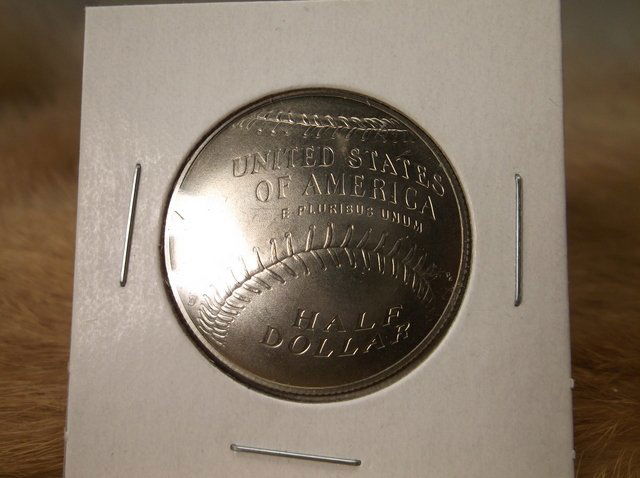 UNITED STATES
OF AMERICA
E PLURIBUS UNUM
HALF
DOLLAR